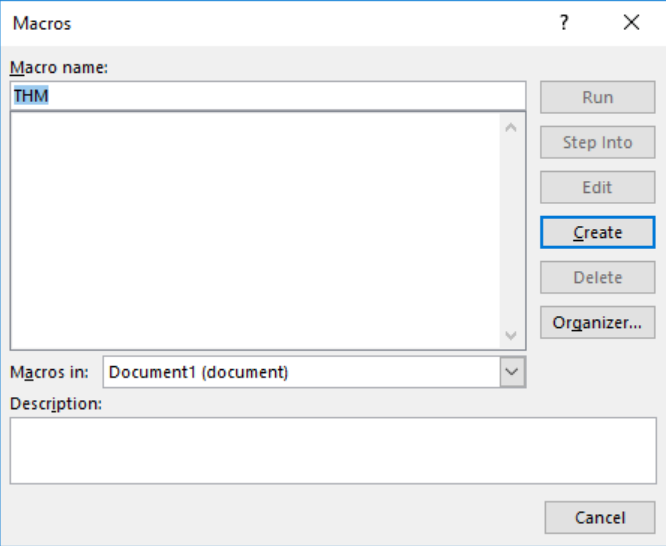 Macros
Macro name:
THM
Run
Step Into
Edit
Create
Delete
Organizer...
Macros in: Document1 (document)
Description:
Cancel